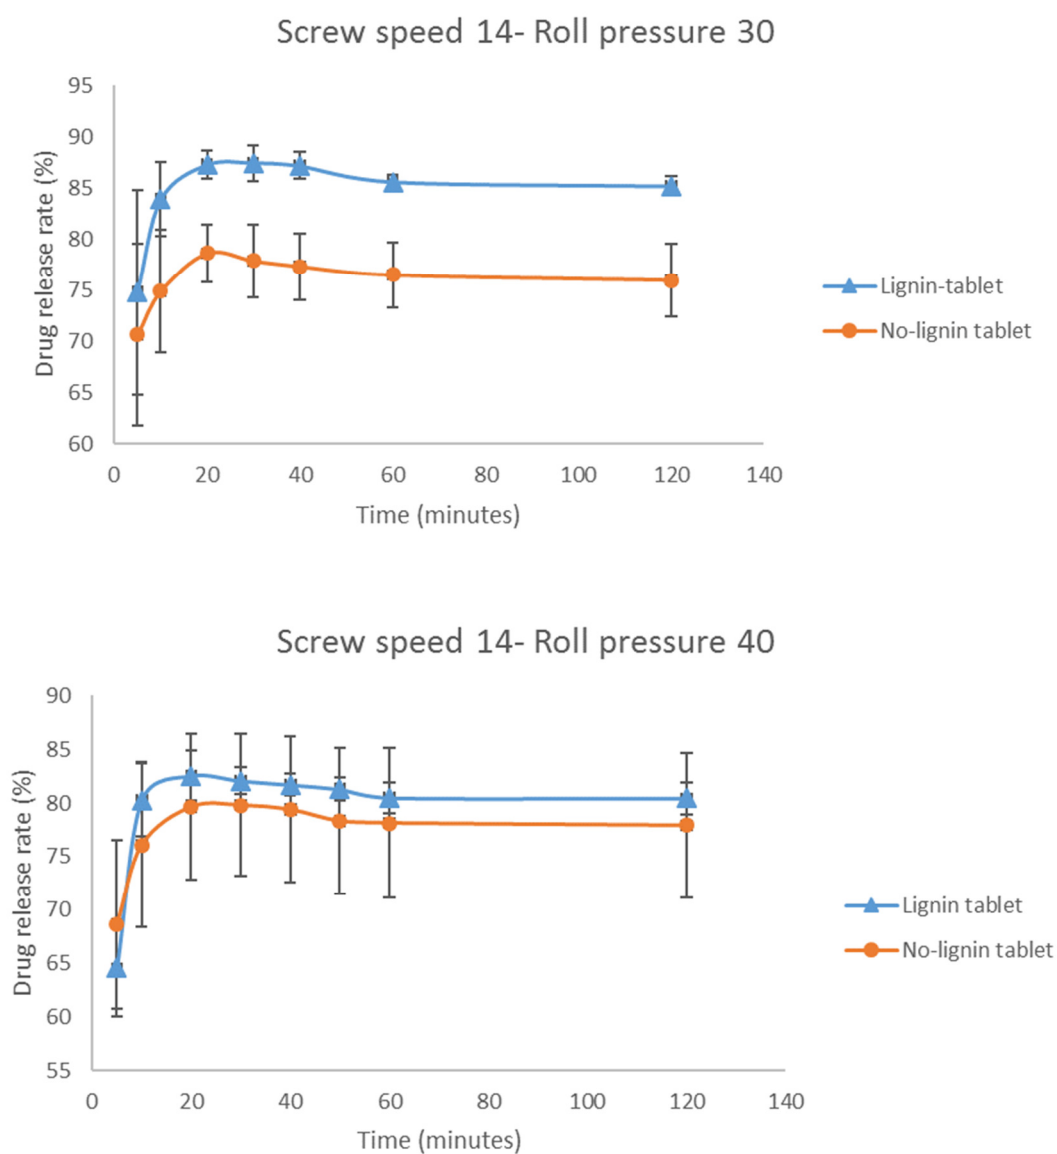 Screw speed 14- Roll pressure 30
95
90
85
80
75
70
65
60
Drug release rate (%)
0 20 40 60 80 100 120 140
Time (minutes)
Lignin-tablet
No-lignin tablet
Screw speed 14- Roll pressure 40
90
85
80
75
70
65
60
55
Drug release rate (%)
0 20 40 60 80 100 120 140
Time (minutes)
Lignin tablet
No-lignin tablet